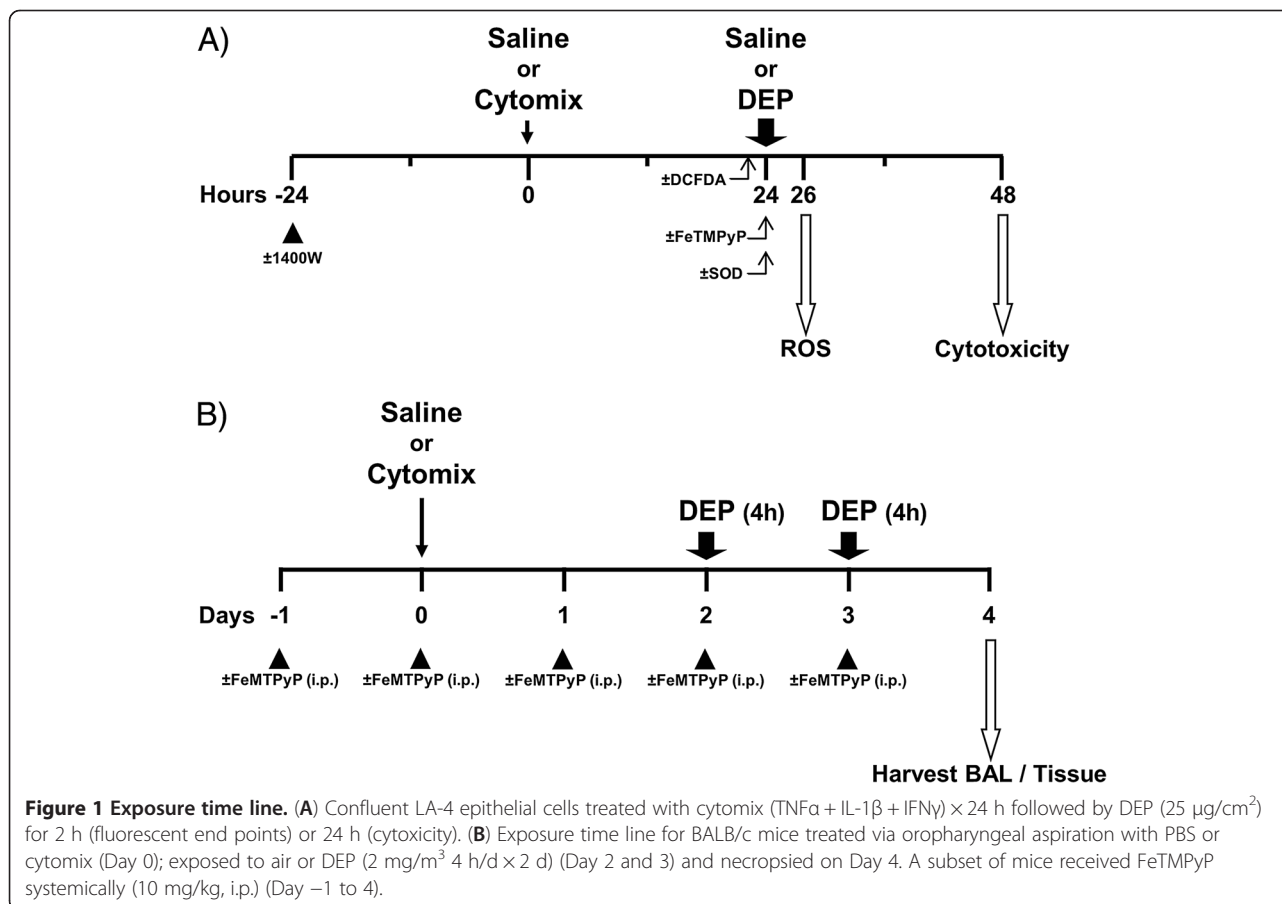 A)
Saline
or
Cytomix
Saline
or
DEP
±DCFDA
Hours -24 0 24 26 48
±1400W
±FeTMPyP
±SOD
ROS
Cytotoxicity
B)
Saline
or
Cytomix
DEP (4h) DEP (4h)
Days -1 0 1 2 3 4
±FeMTPyP (i.p.) ±FeMTPyP (i.p.) ±FeMTPyP (i.p.) ±FeMTPyP (i.p.) ±FeMTPyP (i.p.)
Harvest BAL / Tissue
Figure 1 Exposure time line. (A) Confluent LA-4 epithelial cells treated with cytomix (TNFα + IL-1β + IFNγ) × 24 h followed by DEP (25 μg/cm²)
for 2 h (fluorescent end points) or 24 h (cytotoxicity). (B) Exposure time line for BALB/c mice treated via oropharyngeal aspiration with PBS or
cytomix (Day 0); exposed to air or DEP (2 mg/m³ 4 h/d × 2 d) (Day 2 and 3) and necropsied on Day 4. A subset of mice received FeTMPyP
systemically (10 mg/kg, i.p.) (Day −1 to 4).